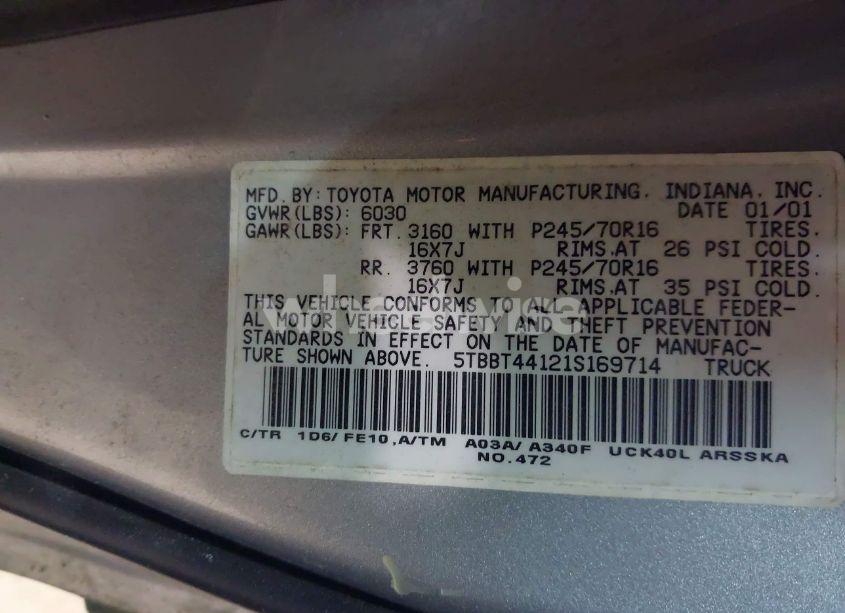 MFD. BY: TOYOTA MOTOR MANUFACTURING, INDIANA, INC.
GVWR(LBS): 6030 DATE 01/01
GAWR(LBS): FRT. 3160 WITH P245/70R16 TIRES.
16X7J RIMS.AT 26 PSI COLD.
RR. 3760 WITH P245/70R16 TIRES.
16X7J RIMS.AT 35 PSI COLD.
THIS VEHICLE CONFORMS TO ALL APPLICABLE FEDER-
AL MOTOR VEHICLE SAFETY AND THEFT PREVENTION
STANDARDS IN EFFECT ON THE DATE OF MANUFAC-
TURE SHOWN ABOVE. 5TBBT44121S169714 TRUCK
C/TR 1D6/ FE10 ,A/TM A03A/ A340F UCK40L ARSSKA
NO.472